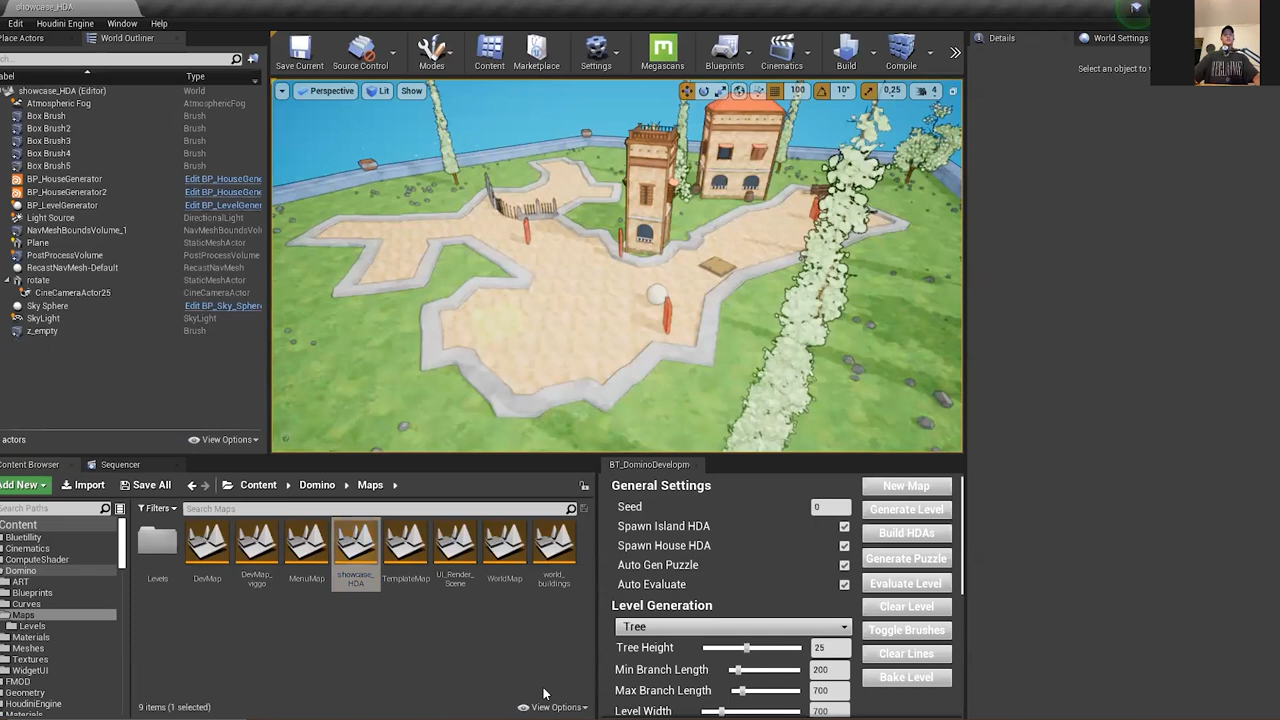 showcase_HDA
Edit Houdini Engine Window Help
Place Actors World Outliner
Search...
Label Type
showcase_HDA (Editor) World
Atmospheric Fog AtmosphericFog
Box Brush Brush
Box Brush2 Brush
Box Brush3 Brush
Box Brush4 Brush
Box Brush5 Brush
BP_HouseGenerator Edit BP_HouseGene
BP_HouseGenerator2 Edit BP_HouseGene
BP_LevelGenerator Edit BP_LevelGener
Light Source DirectionalLight
NavMeshBoundsVolume_1 NavMeshBoundsVolu
Plane StaticMeshActor
PostProcessVolume PostProcessVolume
RecastNavMesh-Default RecastNavMesh
rotate StaticMeshActor
CineCameraActor25 CineCameraActor
Sky Sphere Edit BP_Sky_Sphere
SkyLight SkyLight
z_empty Brush
actors View Options
Save Current Source Control Modes Content Marketplace Settings Megascans Blueprints Cinematics Build Compile
Perspective Lit Show
100 10° 0,25 4
Details World Settings
Select an object to
Content Browser Sequencer
Add New Import Save All Content Domino Maps
Search Paths Filters Search Maps
Content
Bluetility
Cinematics
ComputeShader
Domino
ART
Blueprints
Curves
Maps
Levels
Materials
Meshes
Textures
WidgetUI
FMOD
Geometry
HoudiniEngine
Levels DevMap DevMap_viggo MenuMap showcase_HDA TemplateMap UI_Render_Scene WorldMap world_buildings
9 items (1 selected) View Options
BT_DominoDevelopm
General Settings
Seed 0
Spawn Island HDA
Spawn House HDA
Auto Gen Puzzle
Auto Evaluate
Level Generation
Tree
Tree Height 25
Min Branch Length 200
Max Branch Length 700
Level Width 700
New Map
Generate Level
Build HDAs
Generate Puzzle
Evaluate Level
Clear Level
Toggle Brushes
Clear Lines
Bake Level